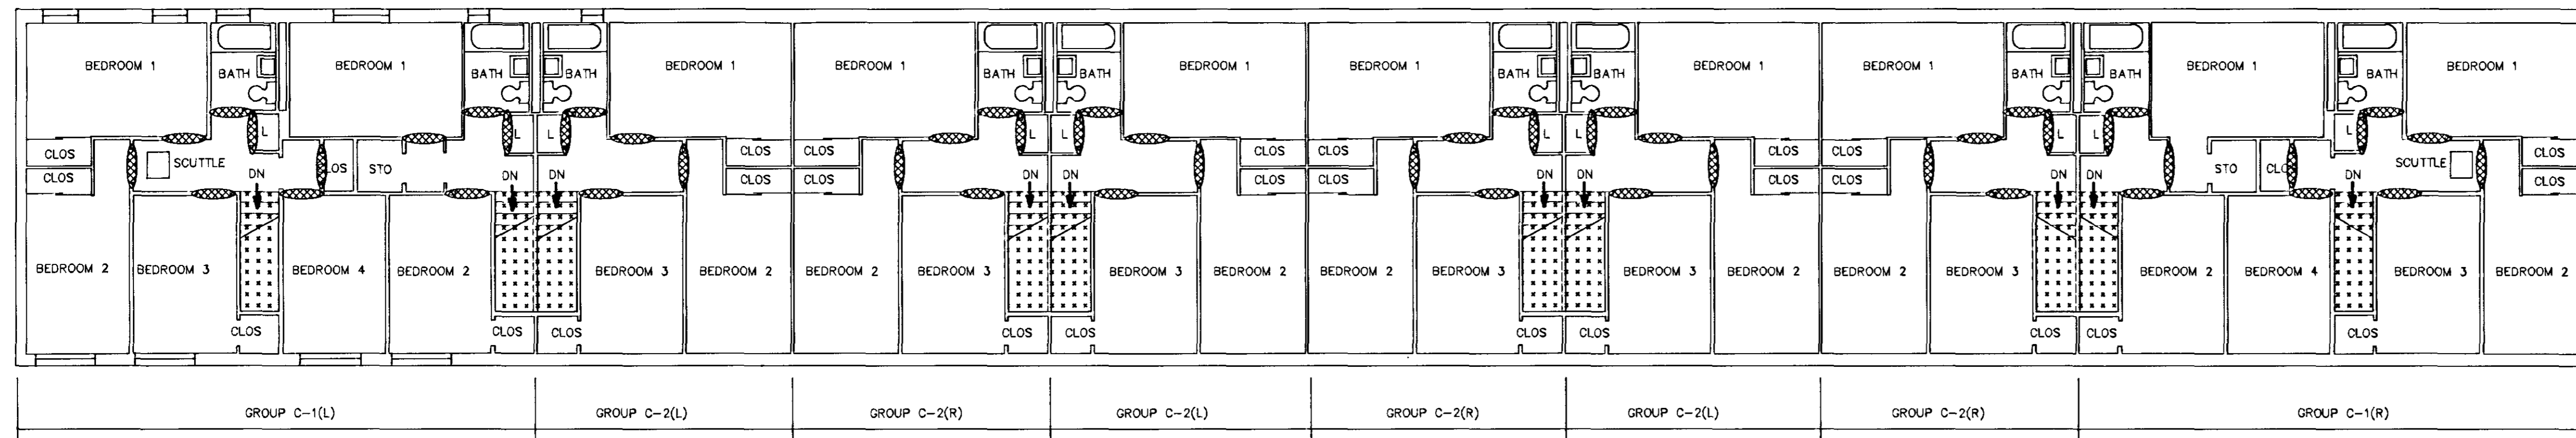 BEDROOM 1 BEDROOM 1 BEDROOM 1 BEDROOM 1 BEDROOM 1 BEDROOM 1 BEDROOM 1 BEDROOM 1 BEDROOM 1 BEDROOM 1
BATH BATH BATH BATH BATH BATH BATH BATH BATH BATH
L L L L L L L L L L
CLOS CLOS CLOS CLOS CLOS CLOS CLOS CLOS
SCUTTLE SCUTTLE
LOS STO STO CLO
CLOS CLOS CLOS CLOS CLOS CLOS CLOS CLOS
DN DN DN DN DN DN DN DN DN DN
BEDROOM 2 BEDROOM 3 BEDROOM 4 BEDROOM 2 BEDROOM 3 BEDROOM 2 BEDROOM 2 BEDROOM 3 BEDROOM 3 BEDROOM 2 BEDROOM 2 BEDROOM 3 BEDROOM 3 BEDROOM 2 BEDROOM 2 BEDROOM 3 BEDROOM 2 BEDROOM 4 BEDROOM 3 BEDROOM 2
CLOS CLOS CLOS CLOS CLOS CLOS CLOS CLOS CLOS CLOS
GROUP C-1(L) GROUP C-2(L) GROUP C-2(R) GROUP C-2(L) GROUP C-2(R) GROUP C-2(L) GROUP C-2(R) GROUP C-1(R)